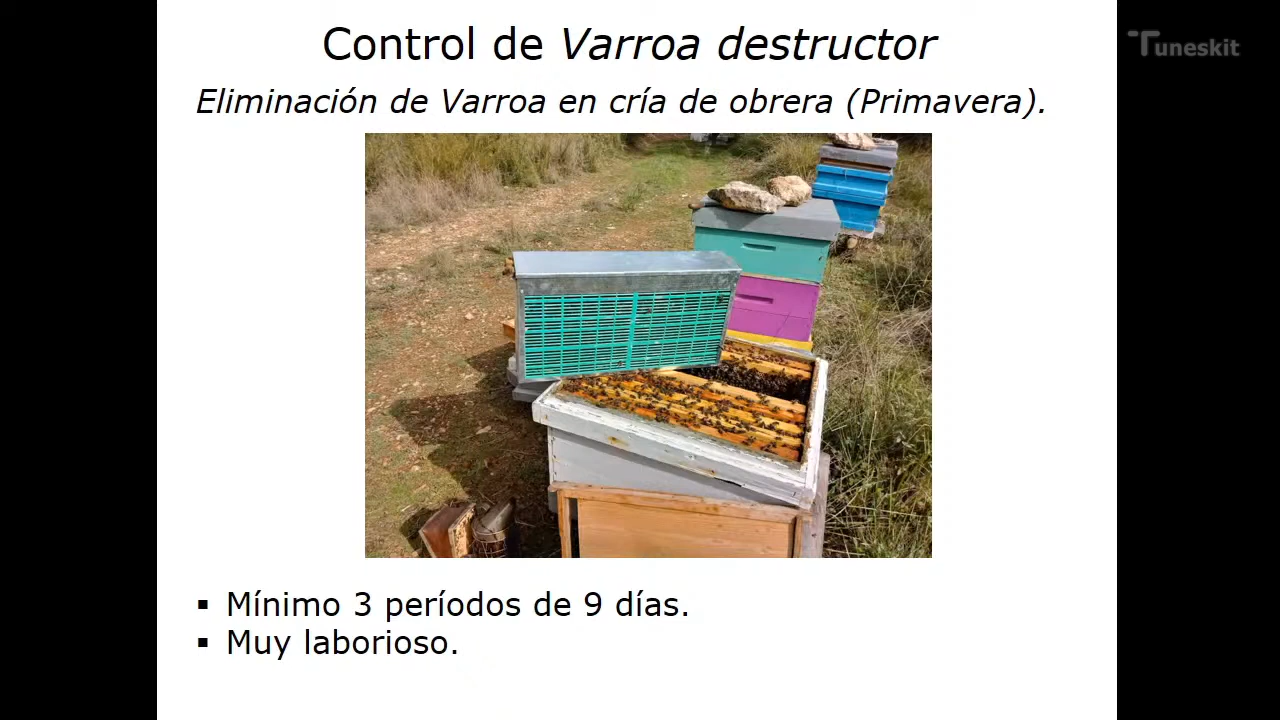 Control de Varroa destructor
Tuneskit
Eliminación de Varroa en cría de obrera (Primavera).
▪ Mínimo 3 períodos de 9 días.
▪ Muy laborioso.